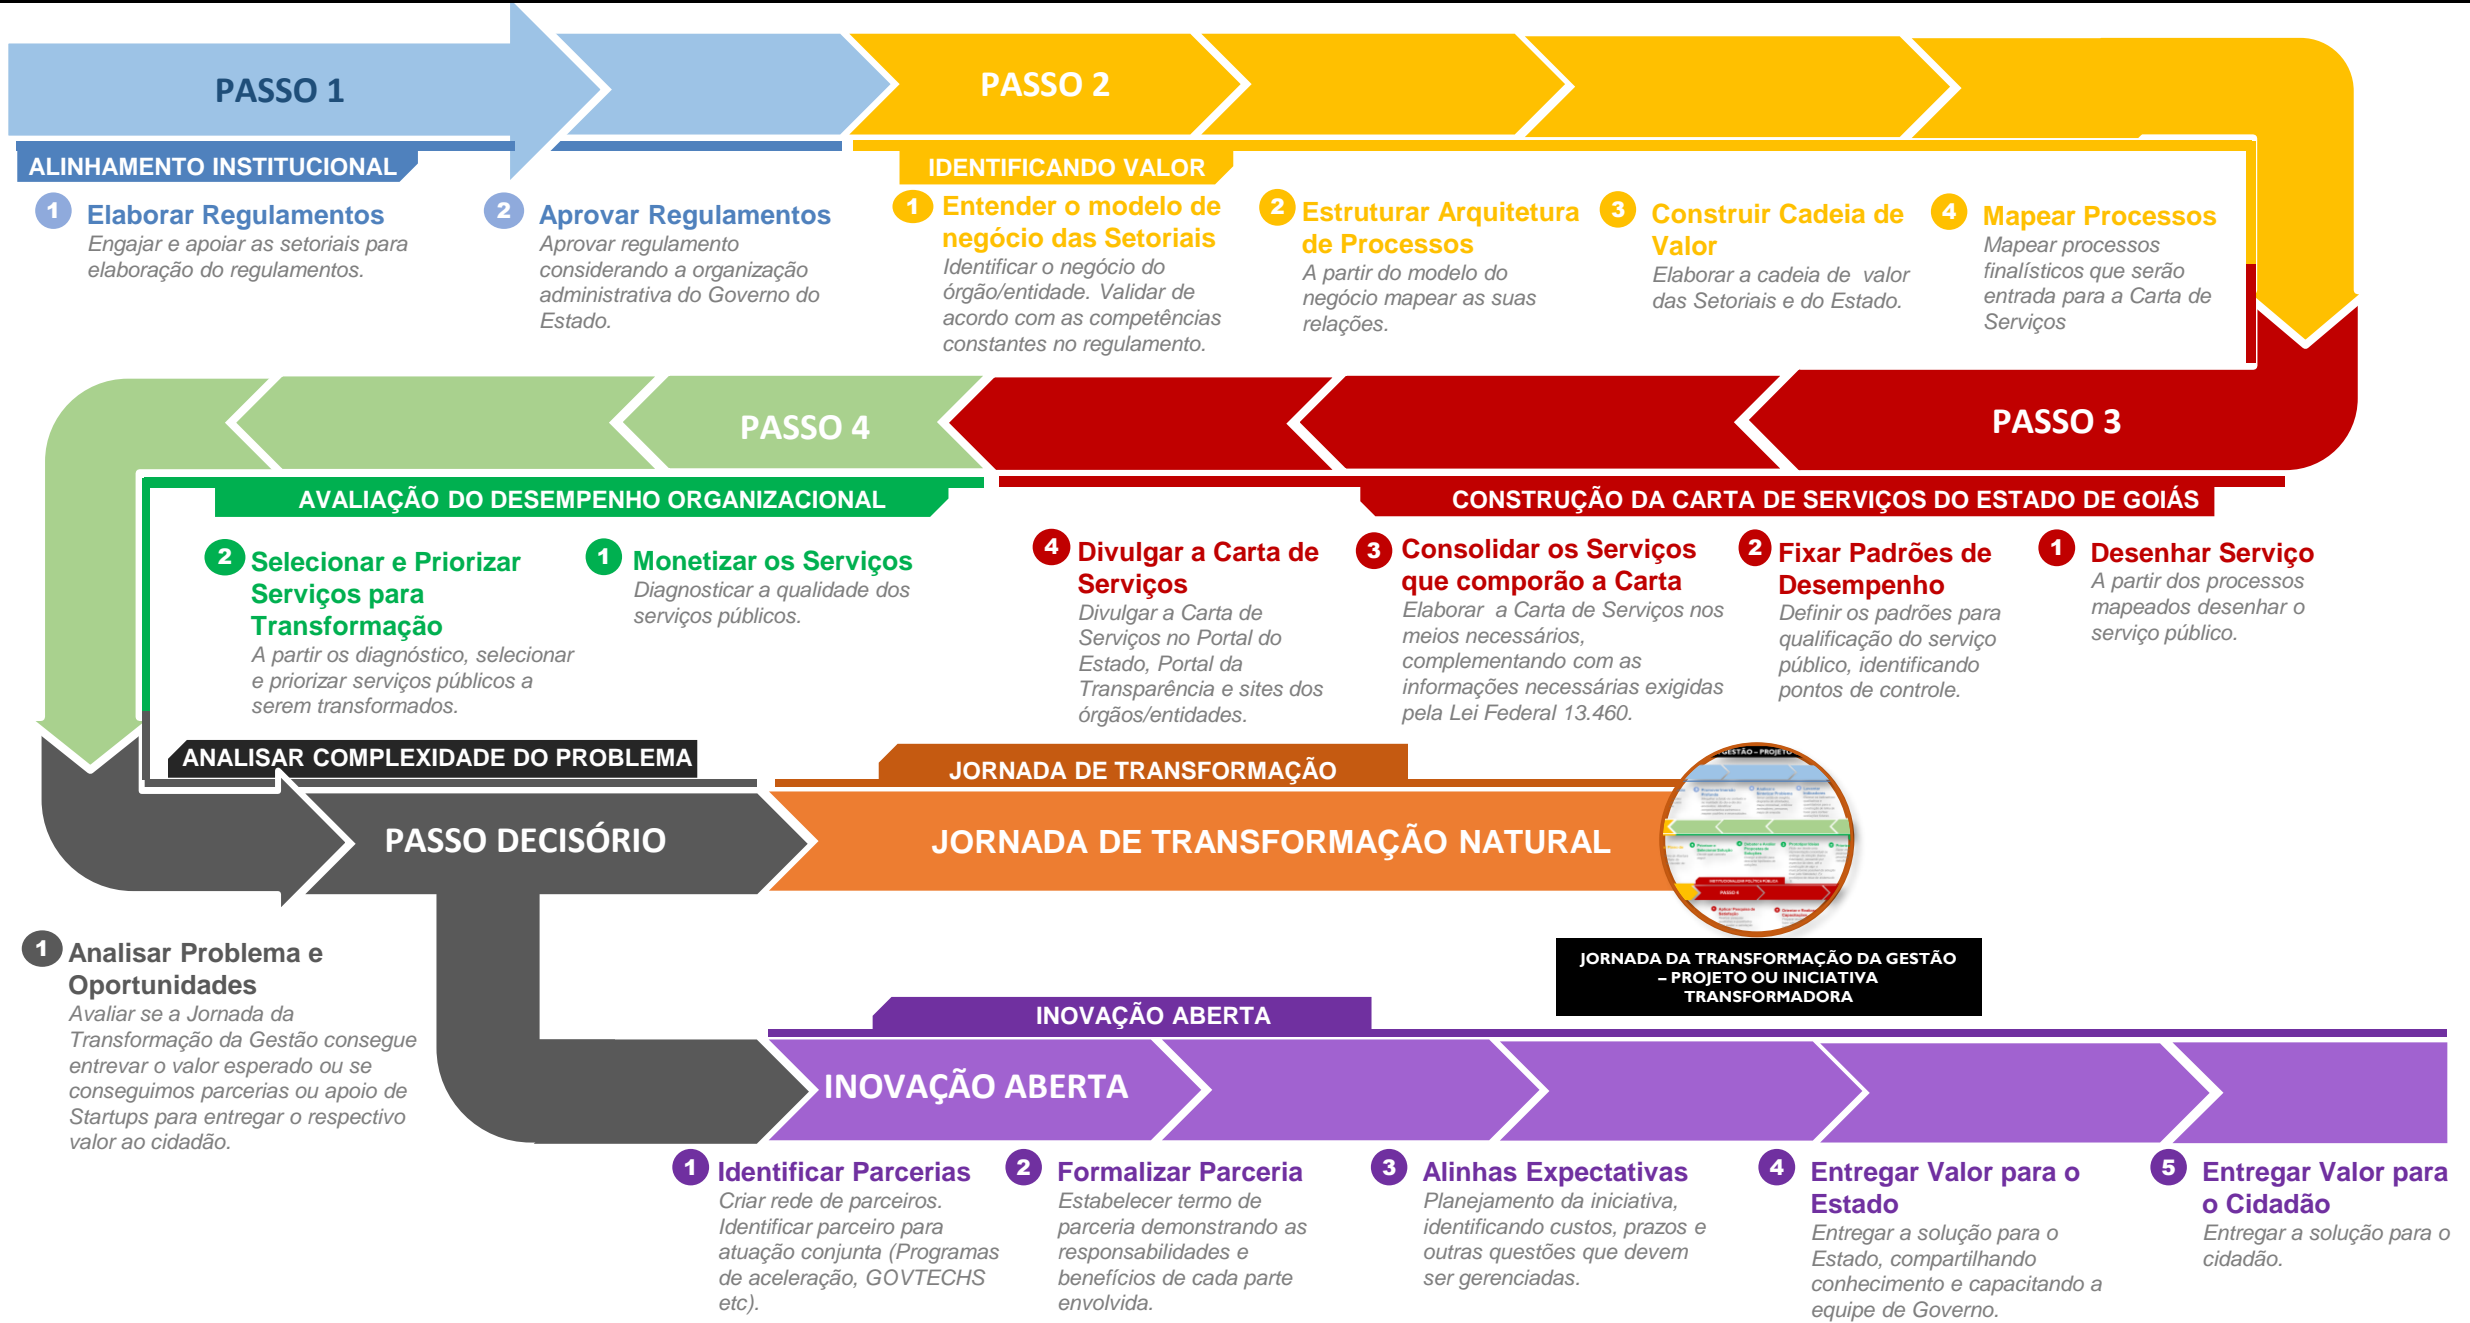 PASSO 1
PASSO 2
ALINHAMENTO INSTITUCIONAL
IDENTIFICANDO VALOR
1
Elaborar Regulamentos
Engajar e apoiar as setoriais para
elaboração do regulamentos.
2
Aprovar Regulamentos
Aprovar regulamento
considerando a organização
administrativa do Governo do
Estado.
1
Entender o modelo de
negócio das Setoriais
Identificar o negócio do
órgão/entidade. Validar de
acordo com as competências
constantes no regulamento.
2
Estruturar Arquitetura
de Processos
A partir do modelo do
negócio mapear as suas
relações.
3
Construir Cadeia de
Valor
Elaborar a cadeia de  valor
das Setoriais e do Estado.
4
Mapear Processos
Mapear processos
finalísticos que serão
entrada para a Carta de
Serviços
PASSO 4
PASSO 3
AVALIAÇÃO DO DESEMPENHO ORGANIZACIONAL
CONSTRUÇÃO DA CARTA DE SERVIÇOS DO ESTADO DE GOIÁS
2
Selecionar e Priorizar
Serviços para
Transformação
A partir os diagnóstico, selecionar
e priorizar serviços públicos a
serem transformados.
1
Monetizar os Serviços
Diagnosticar a qualidade dos
serviços públicos.
4
Divulgar a Carta de
Serviços
Divulgar a Carta de
Serviços no Portal do
Estado, Portal da
Transparência e sites dos
órgãos/entidades.
3
Consolidar os Serviços
que comporão a Carta
Elaborar  a Carta de Serviços nos
meios necessários,
complementando com as
informações necessárias exigidas
pela Lei Federal 13.460.
2
Fixar Padrões de
Desempenho
Definir os padrões para
qualificação do serviço
público, identificando
pontos de controle.
1
Desenhar Serviço
A partir dos processos
mapeados desenhar o
serviço público.
ANALISAR COMPLEXIDADE DO PROBLEMA
JORNADA DE TRANSFORMAÇÃO
PASSO DECISÓRIO
JORNADA DE TRANSFORMAÇÃO NATURAL
GESTÃO – PROJETO
PASSO 6
JORNADA DA TRANSFORMAÇÃO DA GESTÃO
– PROJETO OU INICIATIVA
TRANSFORMADORA
1
Analisar Problema e
Oportunidades
Avaliar se a Jornada da
Transformação da Gestão consegue
entrevar o valor esperado ou se
conseguimos parcerias ou apoio de
Startups para entregar o respectivo
valor ao cidadão.
INOVAÇÃO ABERTA
INOVAÇÃO ABERTA
1
Identificar Parcerias
Criar rede de parceiros.
Identificar parceiro para
atuação conjunta (Programas
de aceleração, GOVTECHS
etc).
2
Formalizar Parceria
Estabelecer termo de
parceria demonstrando as
responsabilidades e
benefícios de cada parte
envolvida.
3
Alinhas Expectativas
Planejamento da iniciativa,
identificando custos, prazos e
outras questões que devem
ser gerenciadas.
4
Entregar Valor para o
Estado
Entregar a solução para o
Estado, compartilhando
conhecimento e capacitando a
equipe de Governo.
5
Entregar Valor para
o Cidadão
Entregar a solução para o
cidadão.